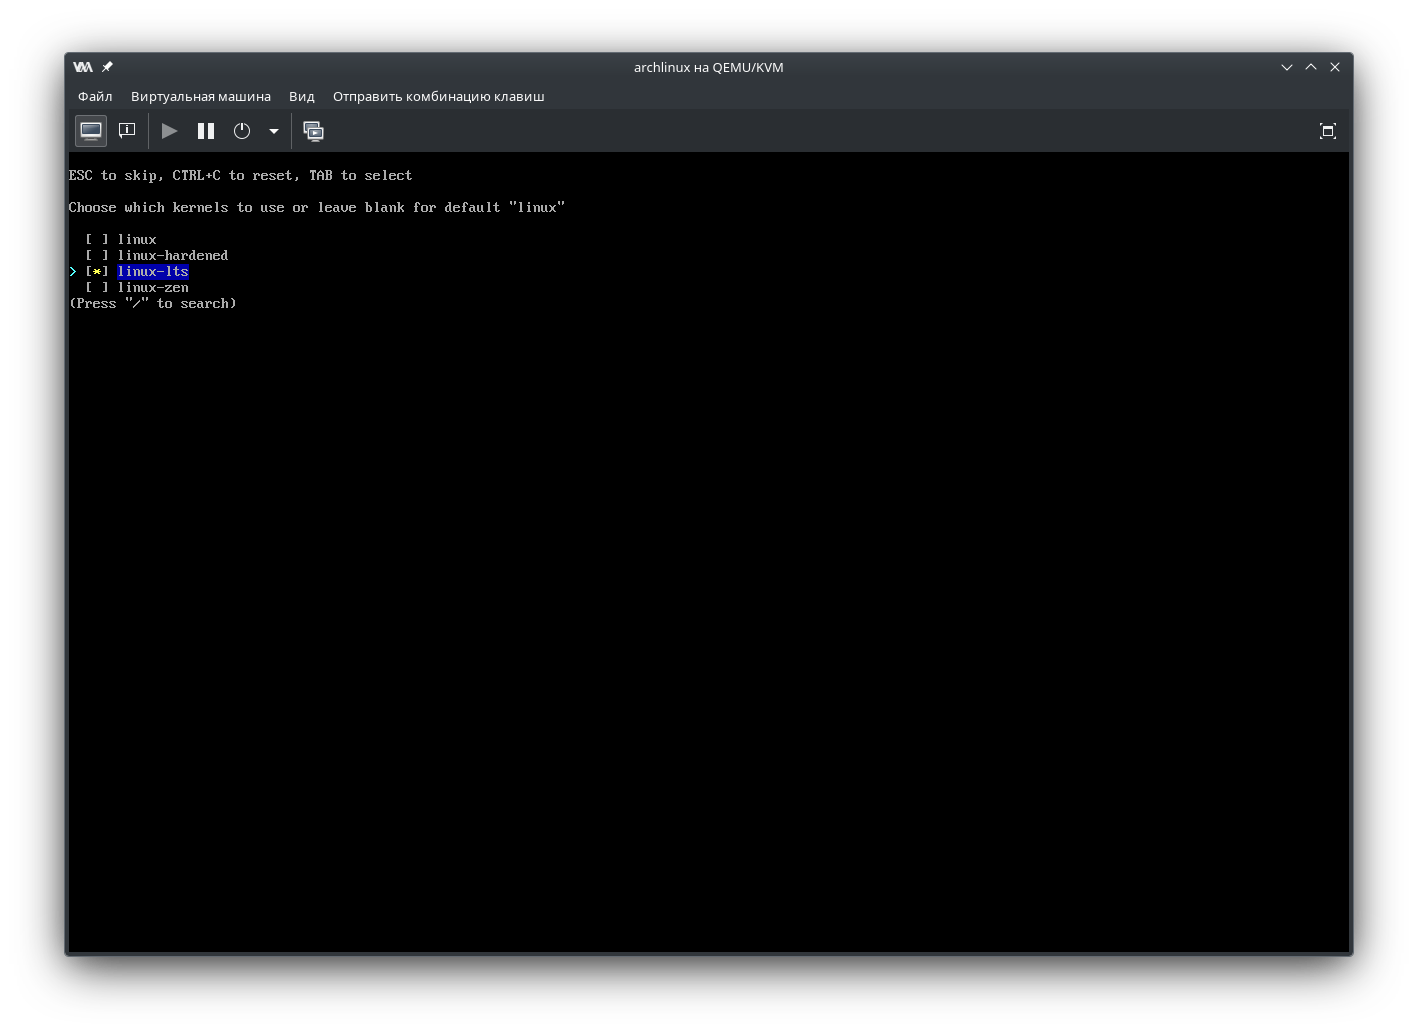 archlinux на QEMU/KVM
Файл Виртуальная машина Вид Отправить комбинацию клавиш
ESC to skip, CTRL+C to reset, TAB to select
Choose which kernels to use or leave blank for default "linux"
[ ] linux
[ ] linux-hardened
> [*] linux-lts
[ ] linux-zen
(Press "/" to search)